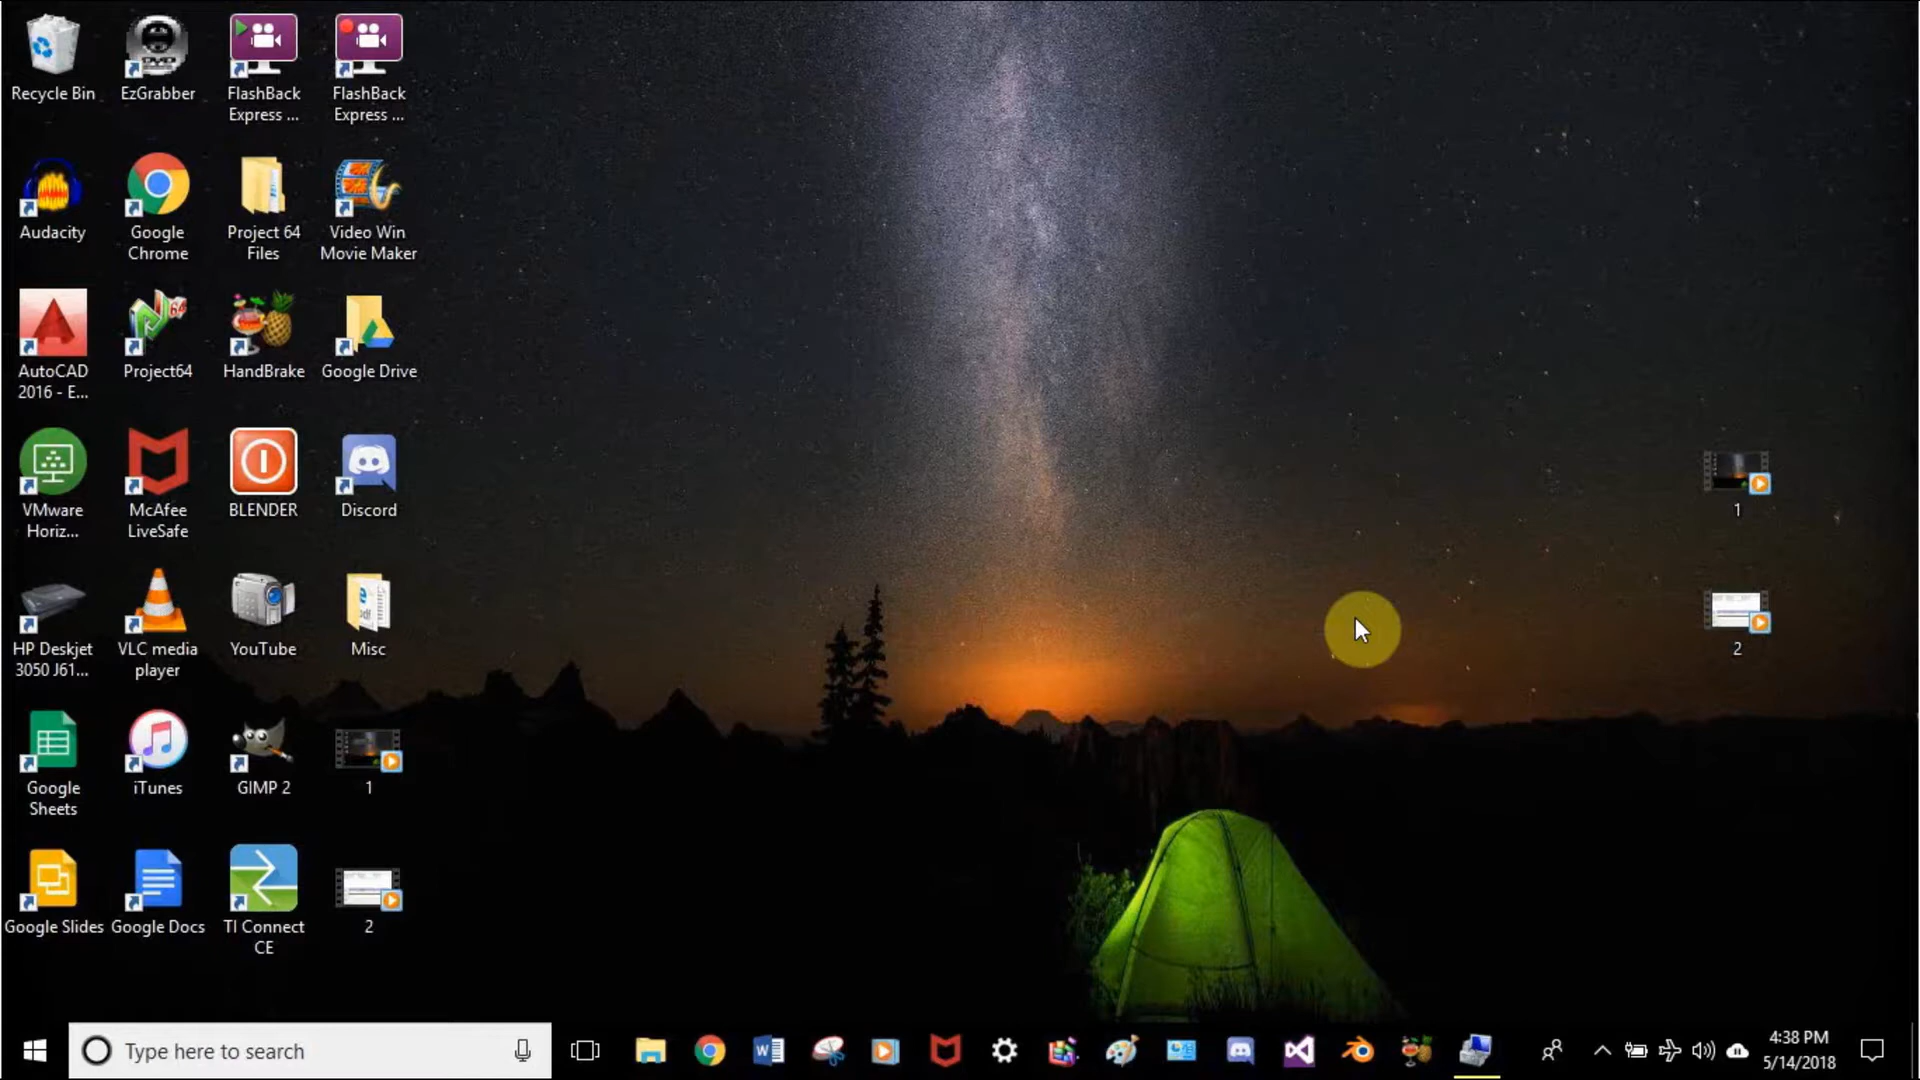 Recycle Bin
EzGrabber
FlashBack
Express ...
FlashBack
Express ...
Audacity
Google
Chrome
Project 64
Files
Video Win
Movie Maker
AutoCAD
2016 - E...
Project64
HandBrake
Google Drive
VMware
Horiz...
McAfee
LiveSafe
BLENDER
Discord
1
HP Deskjet
3050 J61...
VLC media
player
YouTube
Misc
2
Google
Sheets
iTunes
GIMP 2
1
Google Slides
Google Docs
TI Connect
CE
2
Type here to search
4:38 PM
5/14/2018